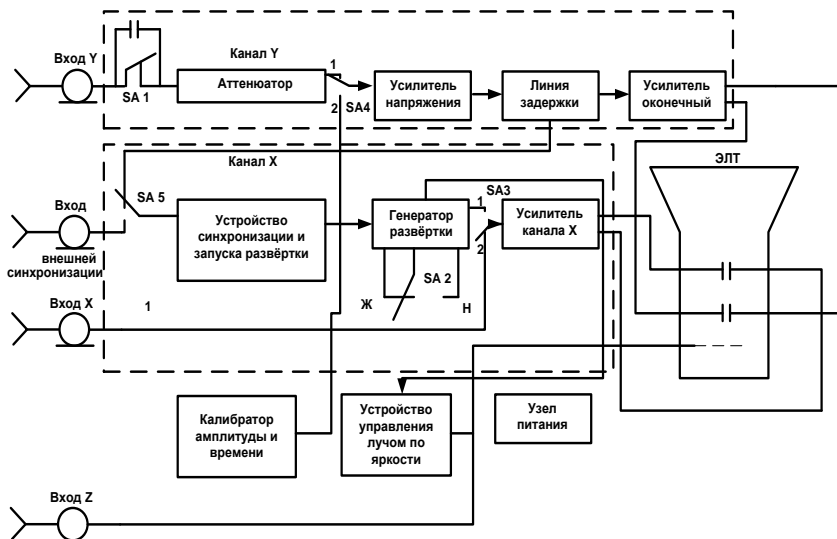 Вход Y
SA 1
Канал Y
Аттенюатор
1
2
SA4
Усилитель
напряжения
Линия
задержки
Усилитель
оконечный
ЭЛТ
Канал X
Вход
внешней
синхронизации
SA 5
Устройство
синхронизации и
запуска развёртки
Генератор
развёртки
SA3
1
2
Усилитель
канала X
SA 2
Ж
Н
Вход X
1
Калибратор
амплитуды и
времени
Устройство
управления
лучом по
яркости
Узел
питания
Вход Z